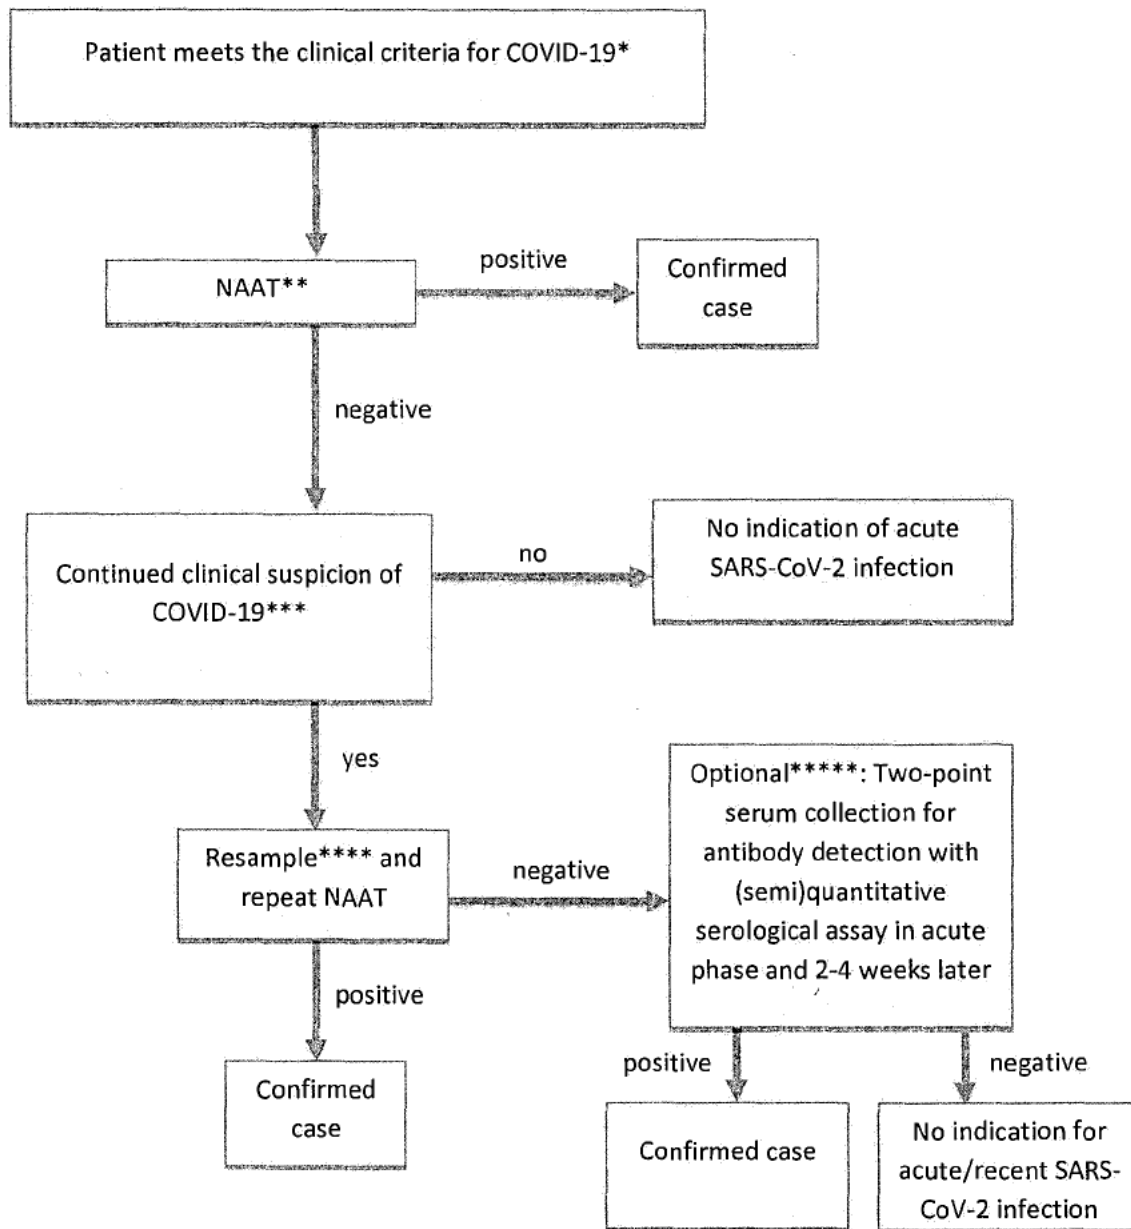 Patient meets the clinical criteria for COVID-19*
positive
NAAT**
Confirmed
case
negative
Continued clinical suspicion of
COVID-19***
no
No indication of acute
SARS-CoV-2 infection
yes
Resample**** and
repeat NAAT
negative
Optional*****: Two-point
serum collection for
antibody detection with
(semi)quantitative
serological assay in acute
phase and 2-4 weeks later
positive
Confirmed
case
positive
negative
Confirmed case
No indication for
acute/recent SARS-
CoV-2 infection